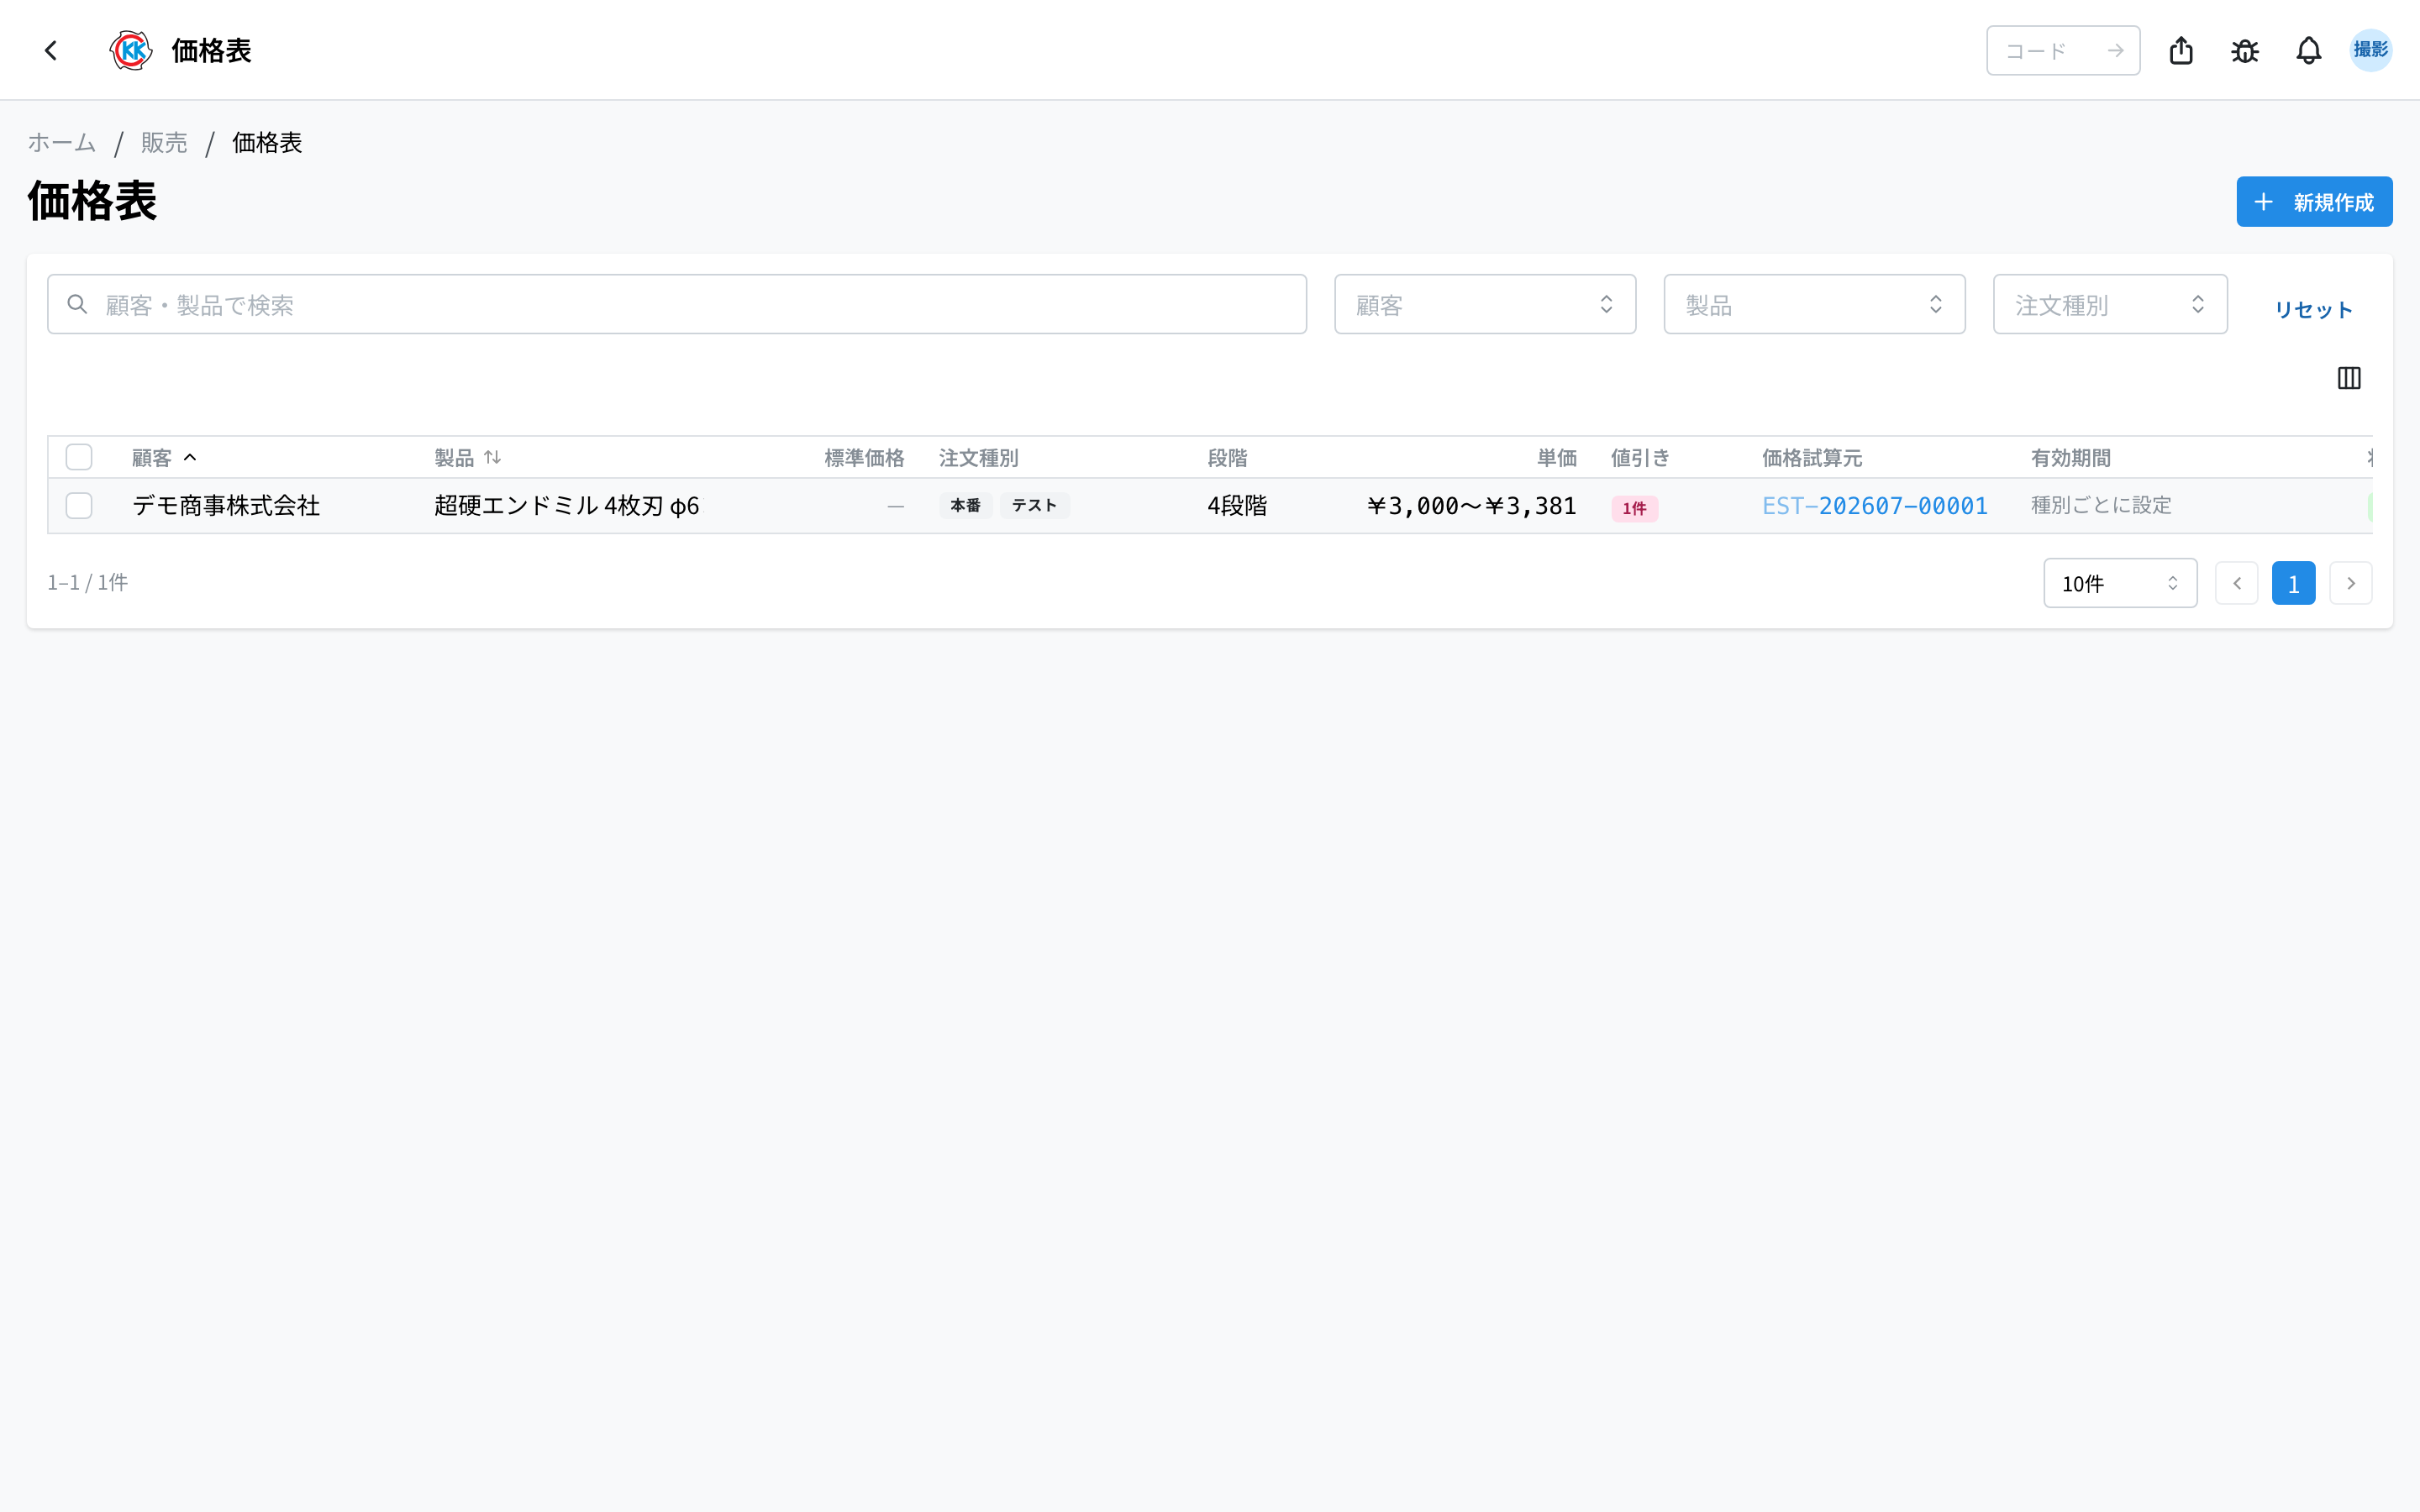 KK 価格表 コード 撮影
ホーム / 販売 / 価格表
価格表
新規作成
顧客・製品で検索 顧客 製品 注文種別 リセット
顧客 製品 標準価格 注文種別 段階 単価 値引き 価格試算元 有効期間
デモ商事株式会社 超硬エンドミル 4枚刃 φ6 — 本番 テスト 4段階 ¥3,000〜¥3,381 1件 EST-202607-00001 種別ごとに設定
1–1 / 1件 10件 1